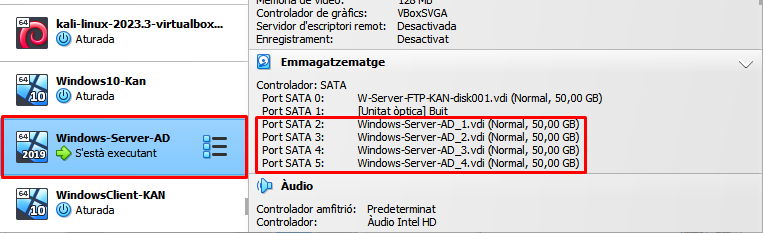 64
kali-linux-2023.3-virtualbox...
Aturada
64
10
Windows10-Kan
Aturada
64
2019
Windows-Server-AD
S'està executant
64
10
WindowsClient-KAN
Aturada
Memòria de vídeo: 128 MB
Controlador de gràfics: VBoxSVGA
Servidor d'escriptori remot: Desactivada
Enregistrament: Desactivat
Emmagatzematge
Controlador: SATA
Port SATA 0: W-Server-FTP-KAN-disk001.vdi (Normal, 50,00 GB)
Port SATA 1: [Unitat òptica] Buit
Port SATA 2: Windows-Server-AD_1.vdi (Normal, 50,00 GB)
Port SATA 3: Windows-Server-AD_2.vdi (Normal, 50,00 GB)
Port SATA 4: Windows-Server-AD_3.vdi (Normal, 50,00 GB)
Port SATA 5: Windows-Server-AD_4.vdi (Normal, 50,00 GB)
Àudio
Controlador amfitrió: Predeterminat
Controlador: Àudio Intel HD